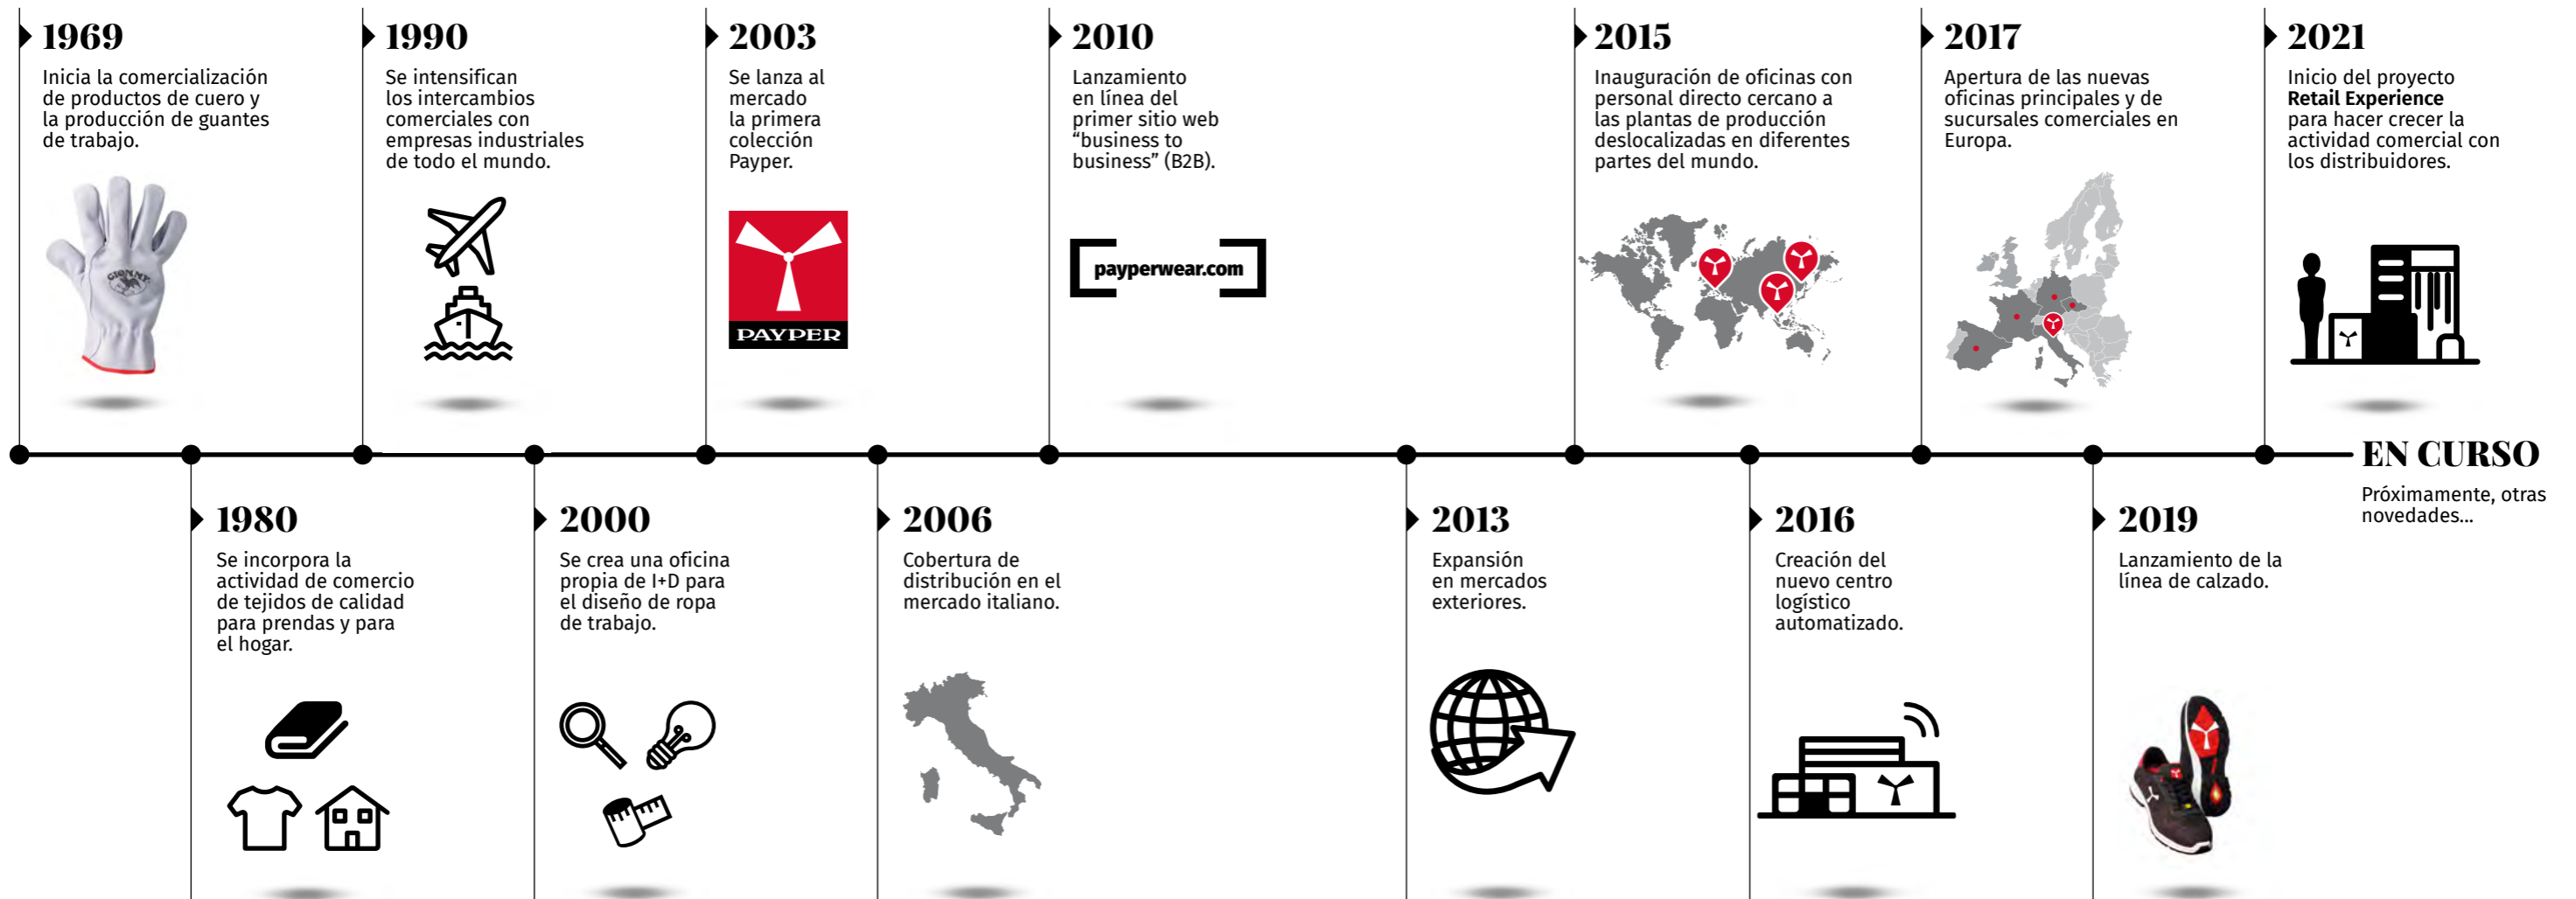 1969
Inicia la comercialización
de productos de cuero y
la producción de guantes
de trabajo.
GIONNY
1980
Se incorpora la
actividad de comercio
de tejidos de calidad
para prendas y para
el hogar.
1990
Se intensifican
los intercambios
comerciales con
empresas industriales
de todo el mundo.
2000
Se crea una oficina
propia de I+D para
el diseño de ropa
de trabajo.
2003
Se lanza al
mercado
la primera
colección
Payper.
PAYPER
2006
Cobertura de
distribución en el
mercado italiano.
2010
Lanzamiento
en línea del
primer sitio web
“business to
business” (B2B).
payperwear.com
2013
Expansión
en mercados
exteriores.
2015
Inauguración de oficinas con
personal directo cercano a
las plantas de producción
deslocalizadas en diferentes
partes del mundo.
2016
Creación del
nuevo centro
logístico
automatizado.
2017
Apertura de las nuevas
oficinas principales y de
sucursales comerciales en
Europa.
2019
Lanzamiento de la
línea de calzado.
2021
Inicio del proyecto
Retail Experience
para hacer crecer la
actividad comercial con
los distribuidores.
EN CURSO
Próximamente, otras
novedades...